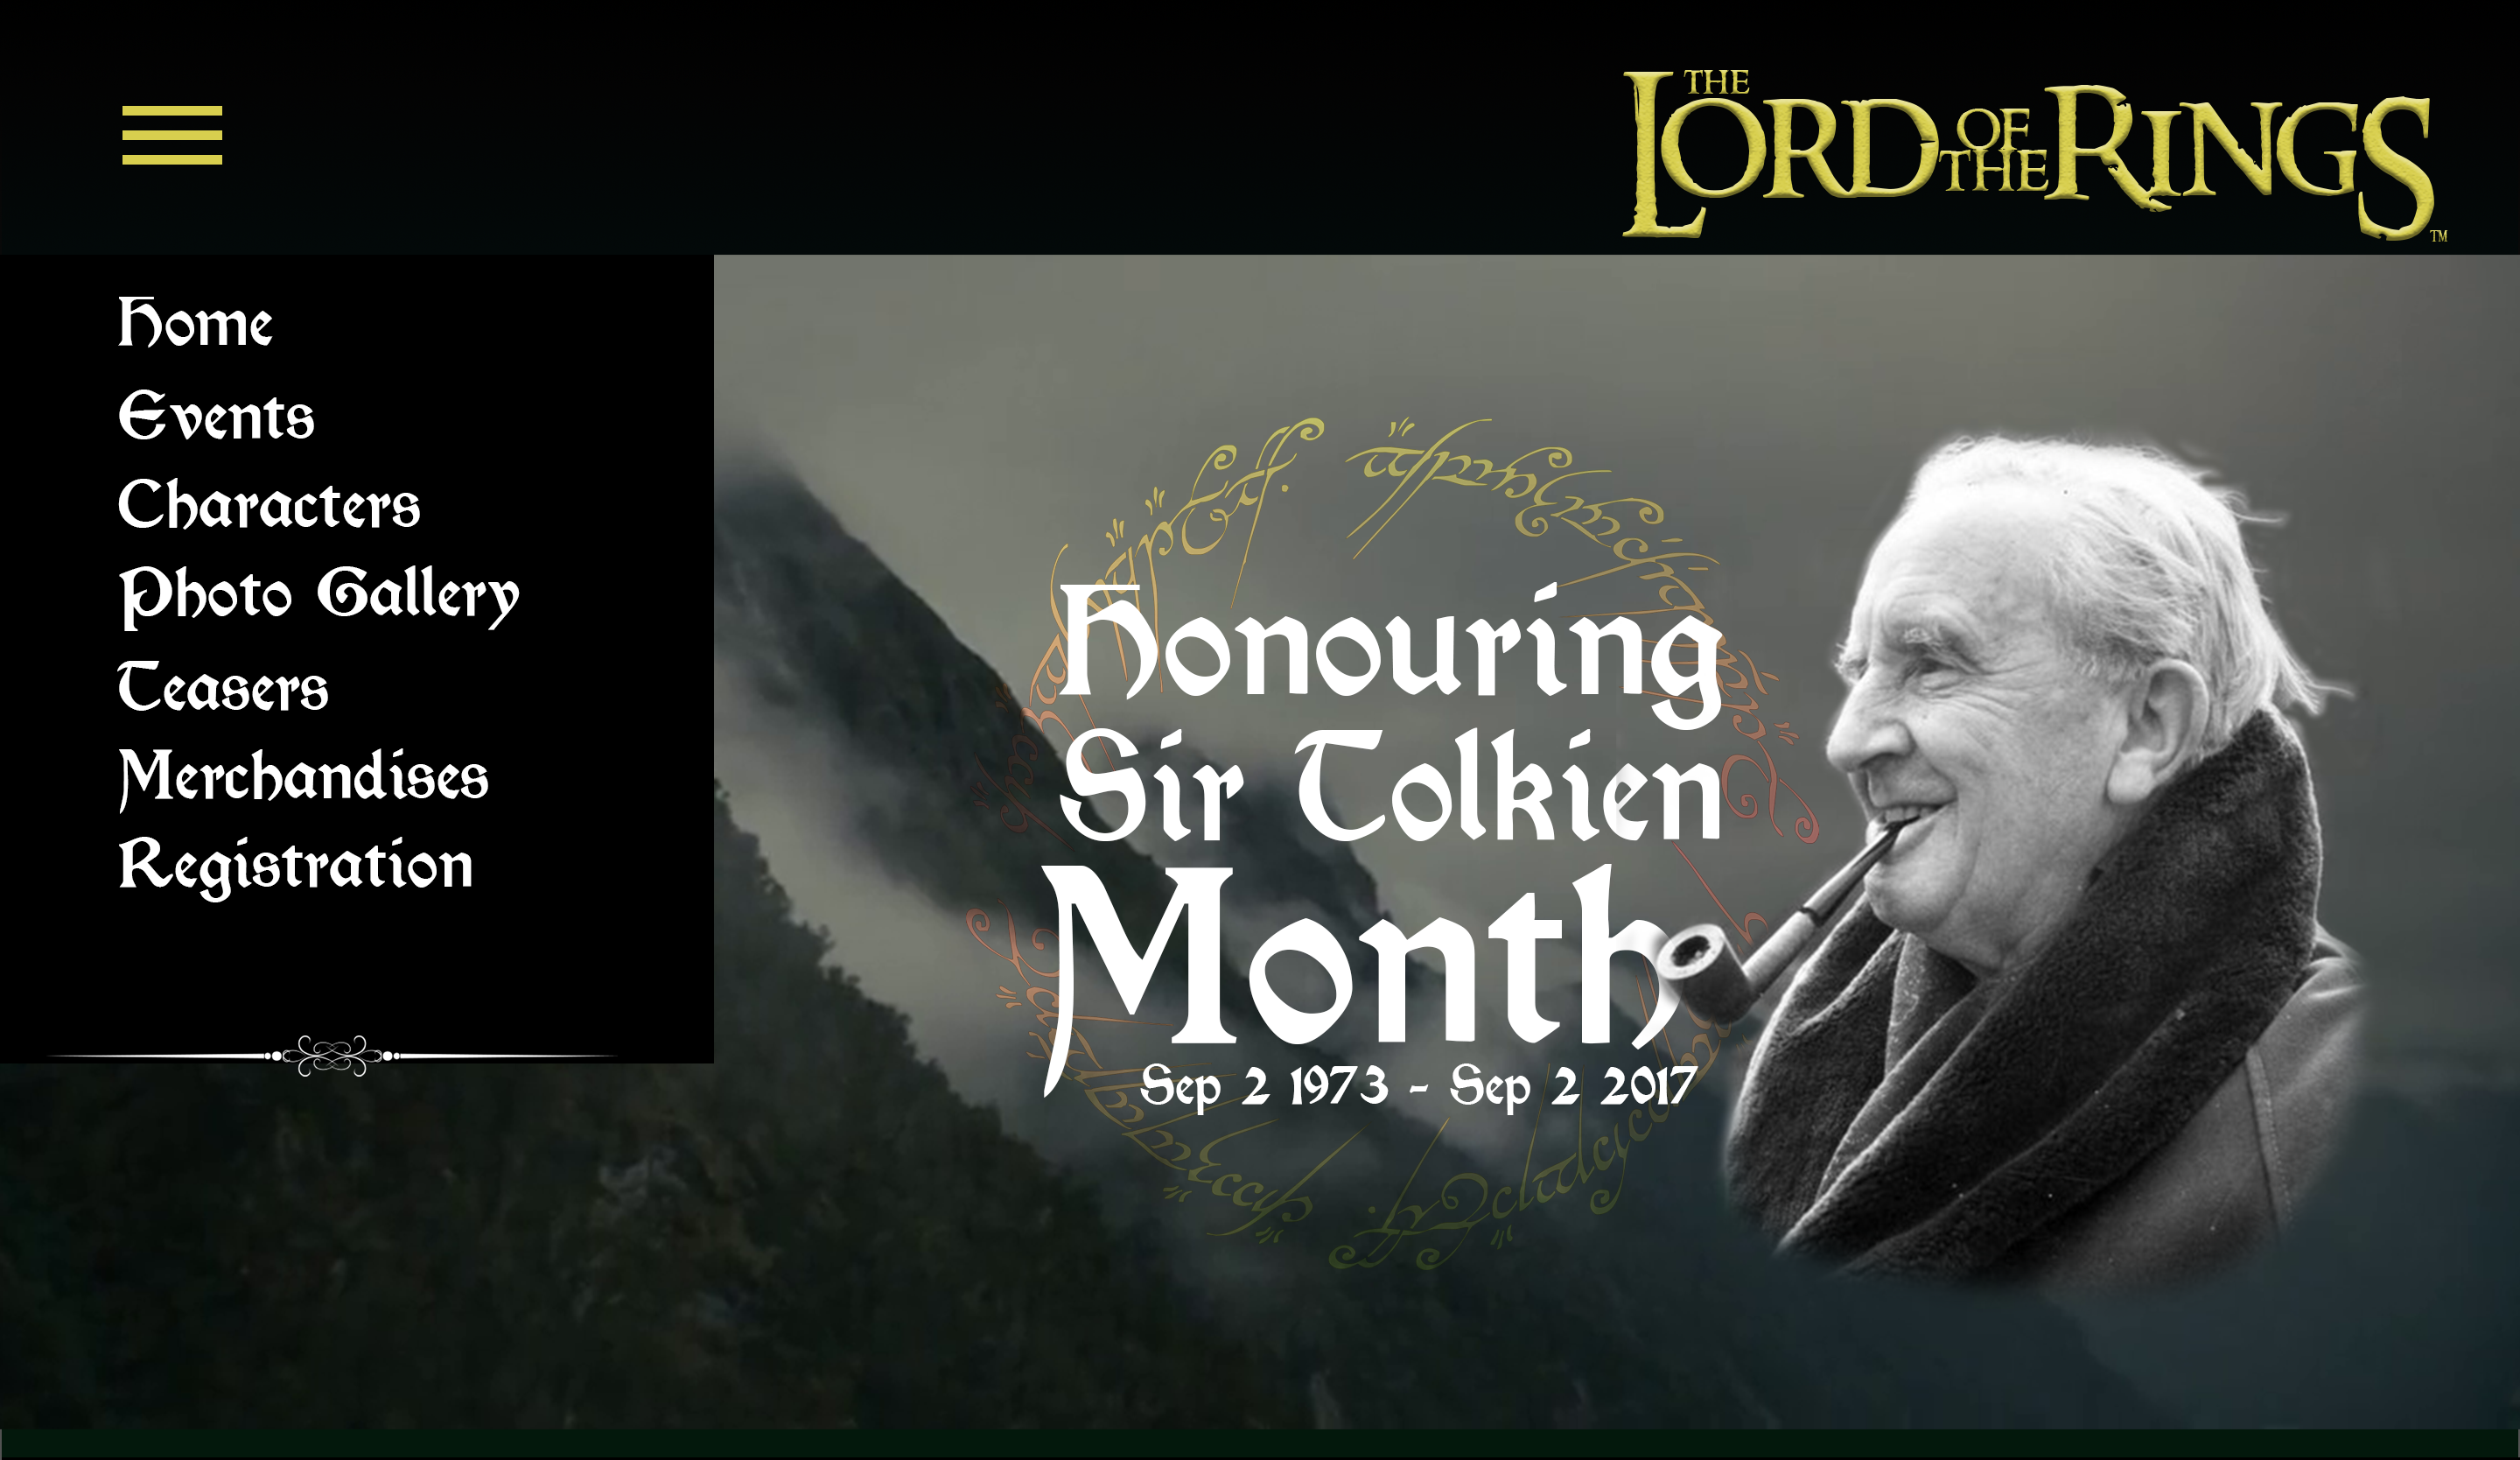 THE LORD OF THE RINGS TM
Home
Events
Characters
Photo Gallery
Teasers
Merchandises
Registration
Honouring
Sir Tolkien
Month
Sep 2 1973 - Sep 2 2017